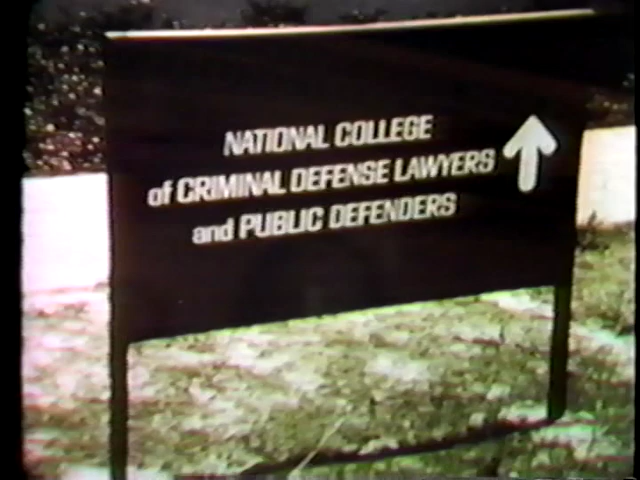 NATIONAL COLLEGE
of CRIMINAL DEFENSE LAWYERS
and PUBLIC DEFENDERS